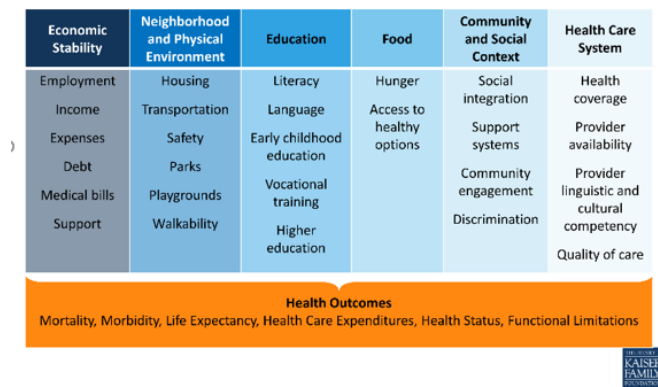 Economic
Stability
Employment
Income
Expenses
Debt
Medical bills
Support
Neighborhood
and Physical
Environment
Housing
Transportation
Safety
Parks
Playgrounds
Walkability
Education
Literacy
Language
Early childhood
education
Vocational
training
Higher
education
Food
Hunger
Access to
healthy
options
Community
and Social
Context
Social
integration
Support
systems
Community
engagement
Discrimination
Health Care
System
Health
coverage
Provider
availability
Provider
linguistic and
cultural
competency
Quality of care
Health Outcomes
Mortality, Morbidity, Life Expectancy, Health Care Expenditures, Health Status, Functional Limitations
THE HENRY J.
KAISER
FAMILY
FOUNDATION